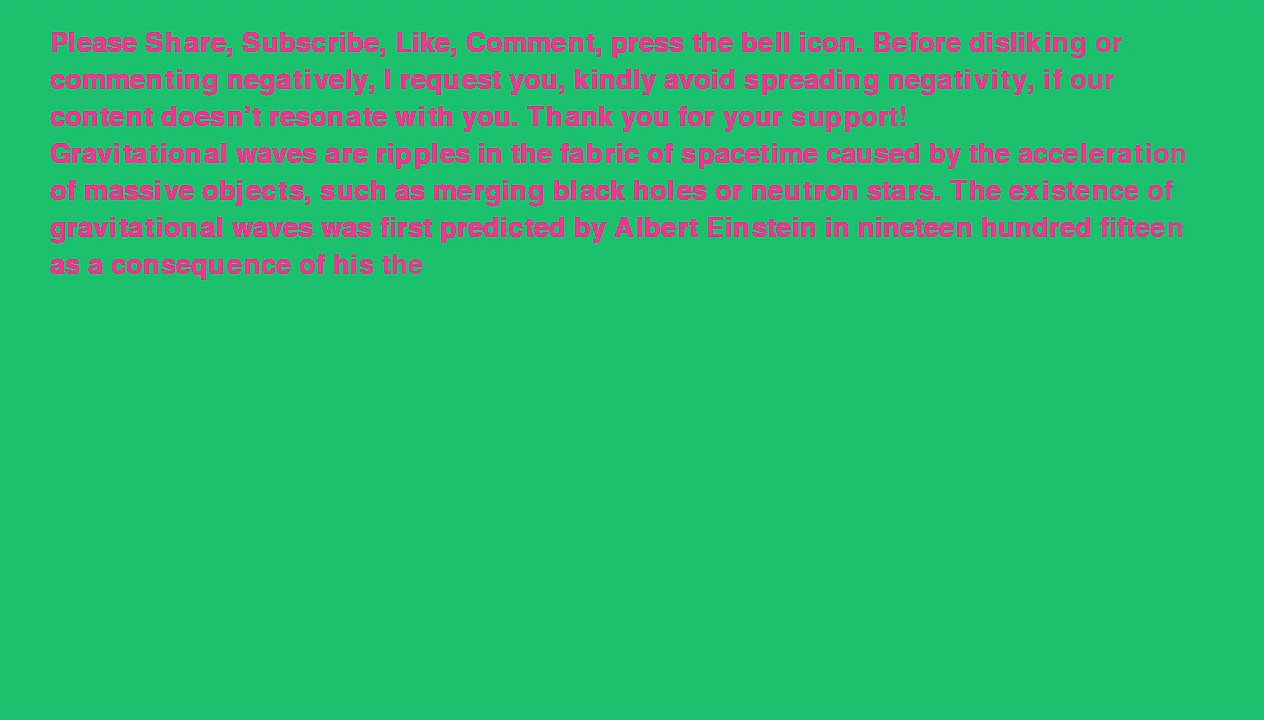 Please Share, Subscribe, Like, Comment, press the bell icon. Before disliking or
commenting negatively, I request you, kindly avoid spreading negativity, if our
content doesn't resonate with you. Thank you for your support!
Gravitational waves are ripples in the fabric of spacetime caused by the acceleration
of massive objects, such as merging black holes or neutron stars. The existence of
gravitational waves was first predicted by Albert Einstein in nineteen hundred fifteen
as a consequence of his the